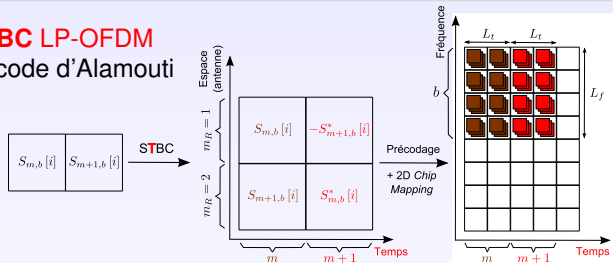 BC LP-OFDM
code d'Alamouti
S_{m,b} [i]
S_{m+1,b} [i]
STBC
Espace
(antenne)
m_R = 1
m_R = 2
S_{m,b} [i]
-S*_{m+1,b} [i]
S_{m+1,b} [i]
S*_{m,b} [i]
m
m + 1
Temps
Précodage
+ 2D Chip
Mapping
Fréquence
L_t
L_t
b
L_f
m
m + 1
Temps